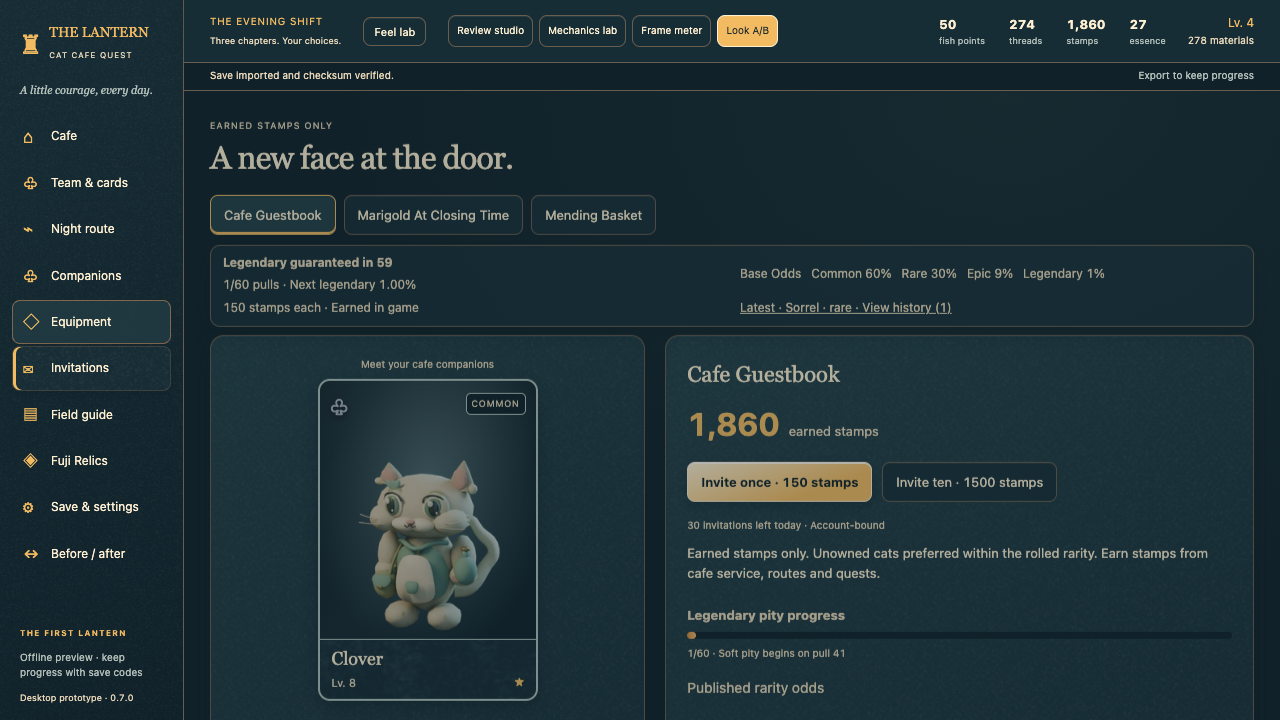 THE LANTERN
CAT CAFE QUEST
A little courage, every day.
Cafe
Team & cards
Night route
Companions
Equipment
Invitations
Field guide
Fuji Relics
Save & settings
Before / after
THE FIRST LANTERN
Offline preview · keep
progress with save codes
Desktop prototype · 0.7.0
THE EVENING SHIFT
Three chapters. Your choices.
Feel lab
Review studio
Mechanics lab
Frame meter
Look A/B
50
fish points
274
threads
1,860
stamps
27
essence
Lv. 4
278 materials
Save imported and checksum verified.
Export to keep progress
EARNED STAMPS ONLY
A new face at the door.
Cafe Guestbook
Marigold At Closing Time
Mending Basket
Legendary guaranteed in 59
1/60 pulls · Next legendary 1.00%
150 stamps each · Earned in game
Base Odds Common 60% Rare 30% Epic 9% Legendary 1%
Latest · Sorrel · rare · View history (1)
Meet your cafe companions
COMMON
Clover
Lv. 8
Cafe Guestbook
1,860 earned stamps
Invite once · 150 stamps
Invite ten · 1500 stamps
30 invitations left today · Account-bound
Earned stamps only. Unowned cats preferred within the rolled rarity. Earn stamps from
cafe service, routes and quests.
Legendary pity progress
1/60 · Soft pity begins on pull 41
Published rarity odds